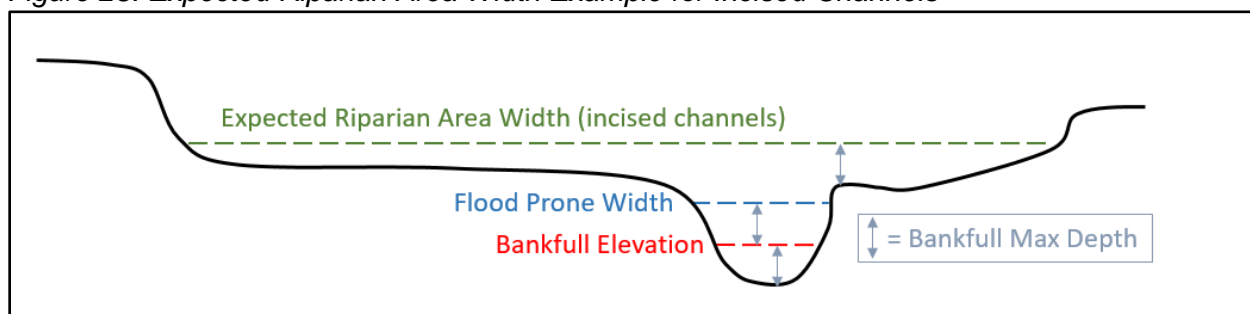 Expected Riparian Area Width (incised channels)
Flood Prone Width
Bankfull Elevation
= Bankfull Max Depth